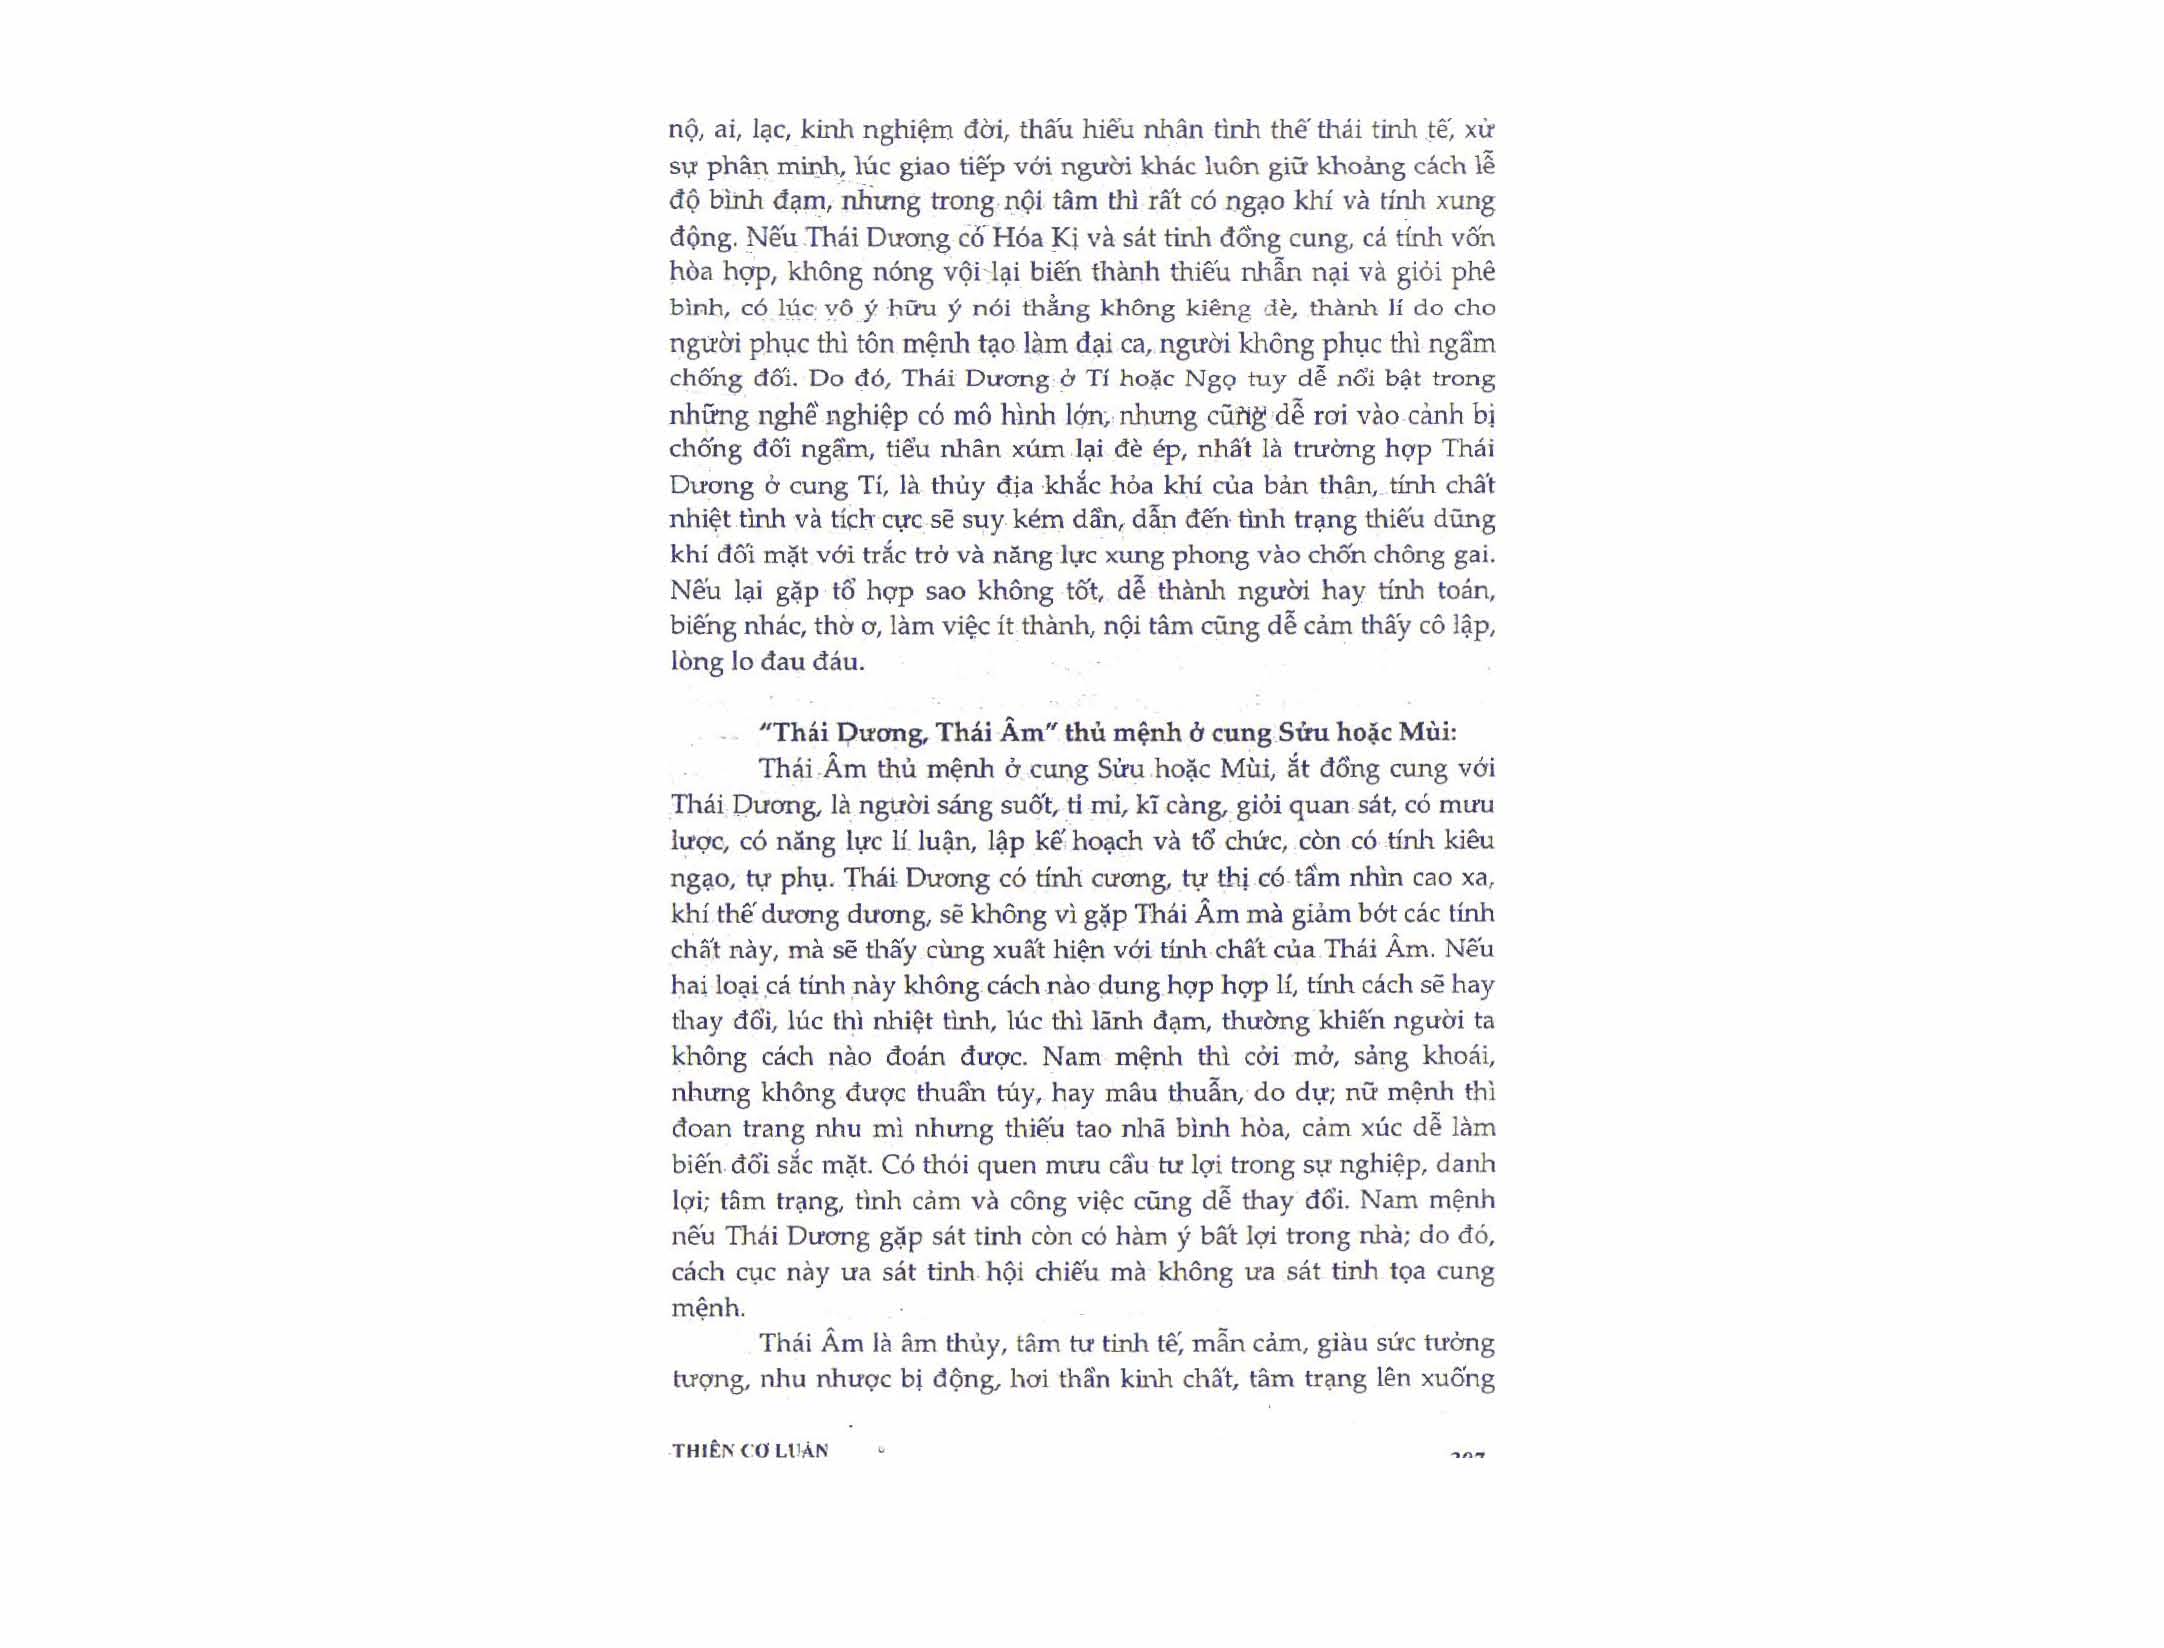 nộ, ai, lạc, kinh nghiệm đời, thấu hiểu nhân tình thế thái tinh tế, xử
sự phân minh, lúc giao tiếp với người khác luôn giữ khoảng cách lễ
độ bình đạm, nhưng trong nội tâm thì rất có ngạo khí và tính xung
động. Nếu Thái Dương có Hóa Kị và sát tinh đồng cung, cá tính vốn
hòa hợp, không nóng vội lại biến thành thiếu nhẫn nại và giỏi phê
bình, có lúc vô ý hữu ý nói thẳng không kiêng dè, thành lí do cho
người phục thì tôn mệnh tạo làm đại ca, người không phục thì ngầm
chống đối. Do đó, Thái Dương ở Tí hoặc Ngọ tuy dễ nổi bật trong
những nghề nghiệp có mô hình lớn, nhưng cũng dễ rơi vào cảnh bị
chống đối ngầm, tiểu nhân xúm lại đè ép, nhất là trường hợp Thái
Dương ở cung Tí, là thủy địa khắc hỏa khí của bản thân, tính chất
nhiệt tình và tích cực sẽ suy kém dần, dẫn đến tình trạng thiếu dũng
khí đối mặt với trắc trở và năng lực xung phong vào chốn chông gai.
Nếu lại gặp tổ hợp sao không tốt, dễ thành người hay tính toán,
biếng nhác, thờ ơ, làm việc ít thành, nội tâm cũng dễ cảm thấy cô lập,
lòng lo đau đáu.
"Thái Dương, Thái Âm" thủ mệnh ở cung Sửu hoặc Mùi:
Thái Âm thủ mệnh ở cung Sửu hoặc Mùi, ắt đồng cung với
Thái Dương, là người sáng suốt, tỉ mỉ, kĩ càng, giỏi quan sát, có mưu
lược, có năng lực lí luận, lập kế hoạch và tổ chức, còn có tính kiêu
ngạo, tự phụ. Thái Dương có tính cương, tự thị có tầm nhìn cao xa,
khí thế dương dương, sẽ không vì gặp Thái Âm mà giảm bớt các tính
chất này, mà sẽ thấy cùng xuất hiện với tính chất của Thái Âm. Nếu
hai loại cá tính này không cách nào dung hợp hợp lí, tính cách sẽ hay
thay đổi, lúc thì nhiệt tình, lúc thì lãnh đạm, thường khiến người ta
không cách nào đoán được. Nam mệnh thì cởi mở, sảng khoái,
nhưng không được thuần túy, hay mâu thuẫn, do dự; nữ mệnh thì
đoan trang nhu mì nhưng thiếu tao nhã bình hòa, cảm xúc dễ làm
biến đổi sắc mặt. Có thói quen mưu cầu tư lợi trong sự nghiệp, danh
lợi; tâm trạng, tình cảm và công việc cũng dễ thay đổi. Nam mệnh
nếu Thái Dương gặp sát tinh còn có hàm ý bất lợi trong nhà; do đó,
cách cục này ưa sát tinh hội chiếu mà không ưa sát tinh tọa cung
mệnh.
Thái Âm là âm thủy, tâm tư tinh tế, mẫn cảm, giàu sức tưởng
tượng, nhu nhược bị động, hơi thần kinh chất, tâm trạng lên xuống
THIÊN CƠ LUẬN